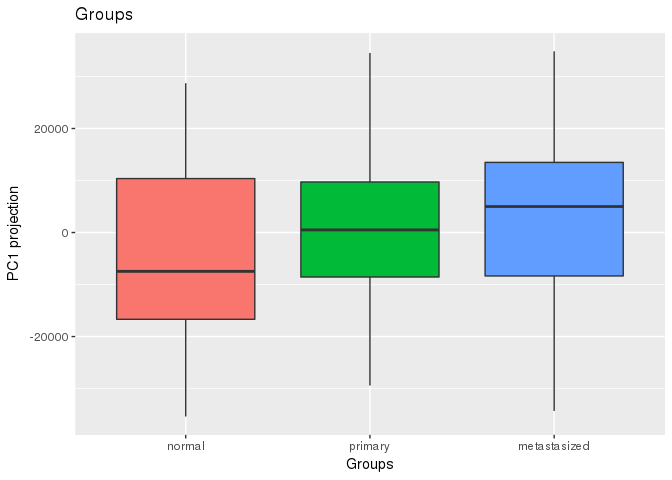 Groups
PC1 projection
20000
0
-20000
normal
primary
metastasized
Groups